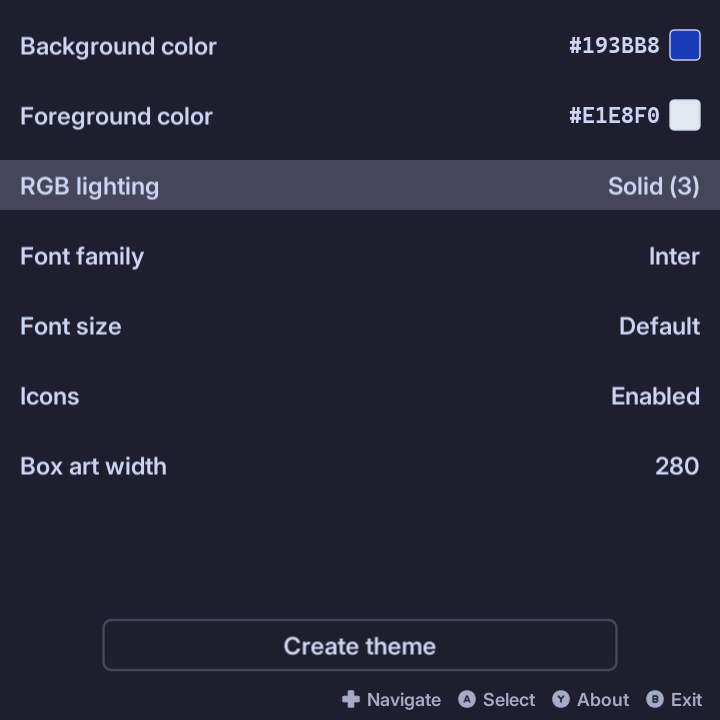 Background color #193BB8
Foreground color #E1E8F0
RGB lighting Solid (3)
Font family Inter
Font size Default
Icons Enabled
Box art width 280
Create theme
Navigate A Select Y About B Exit